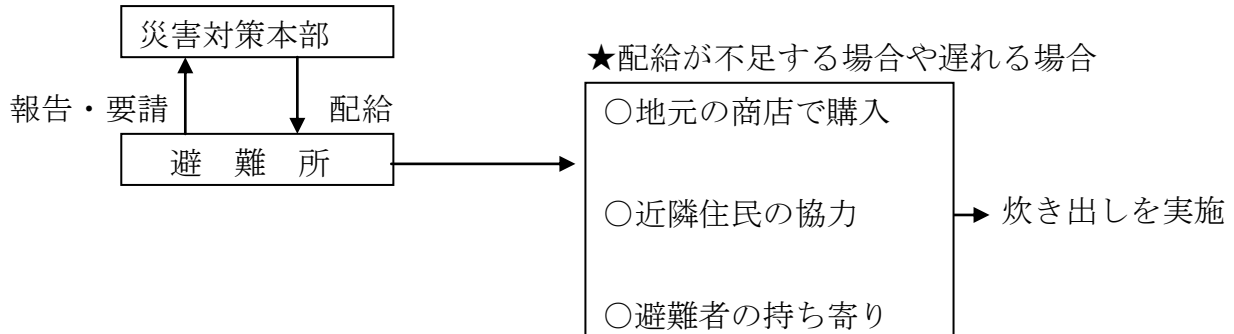 災害対策本部
★配給が不足する場合や遅れる場合
報告・要請
配給
○地元の商店で購入
避 難 所
○近隣住民の協力
炊き出しを実施
○避難者の持ち寄り